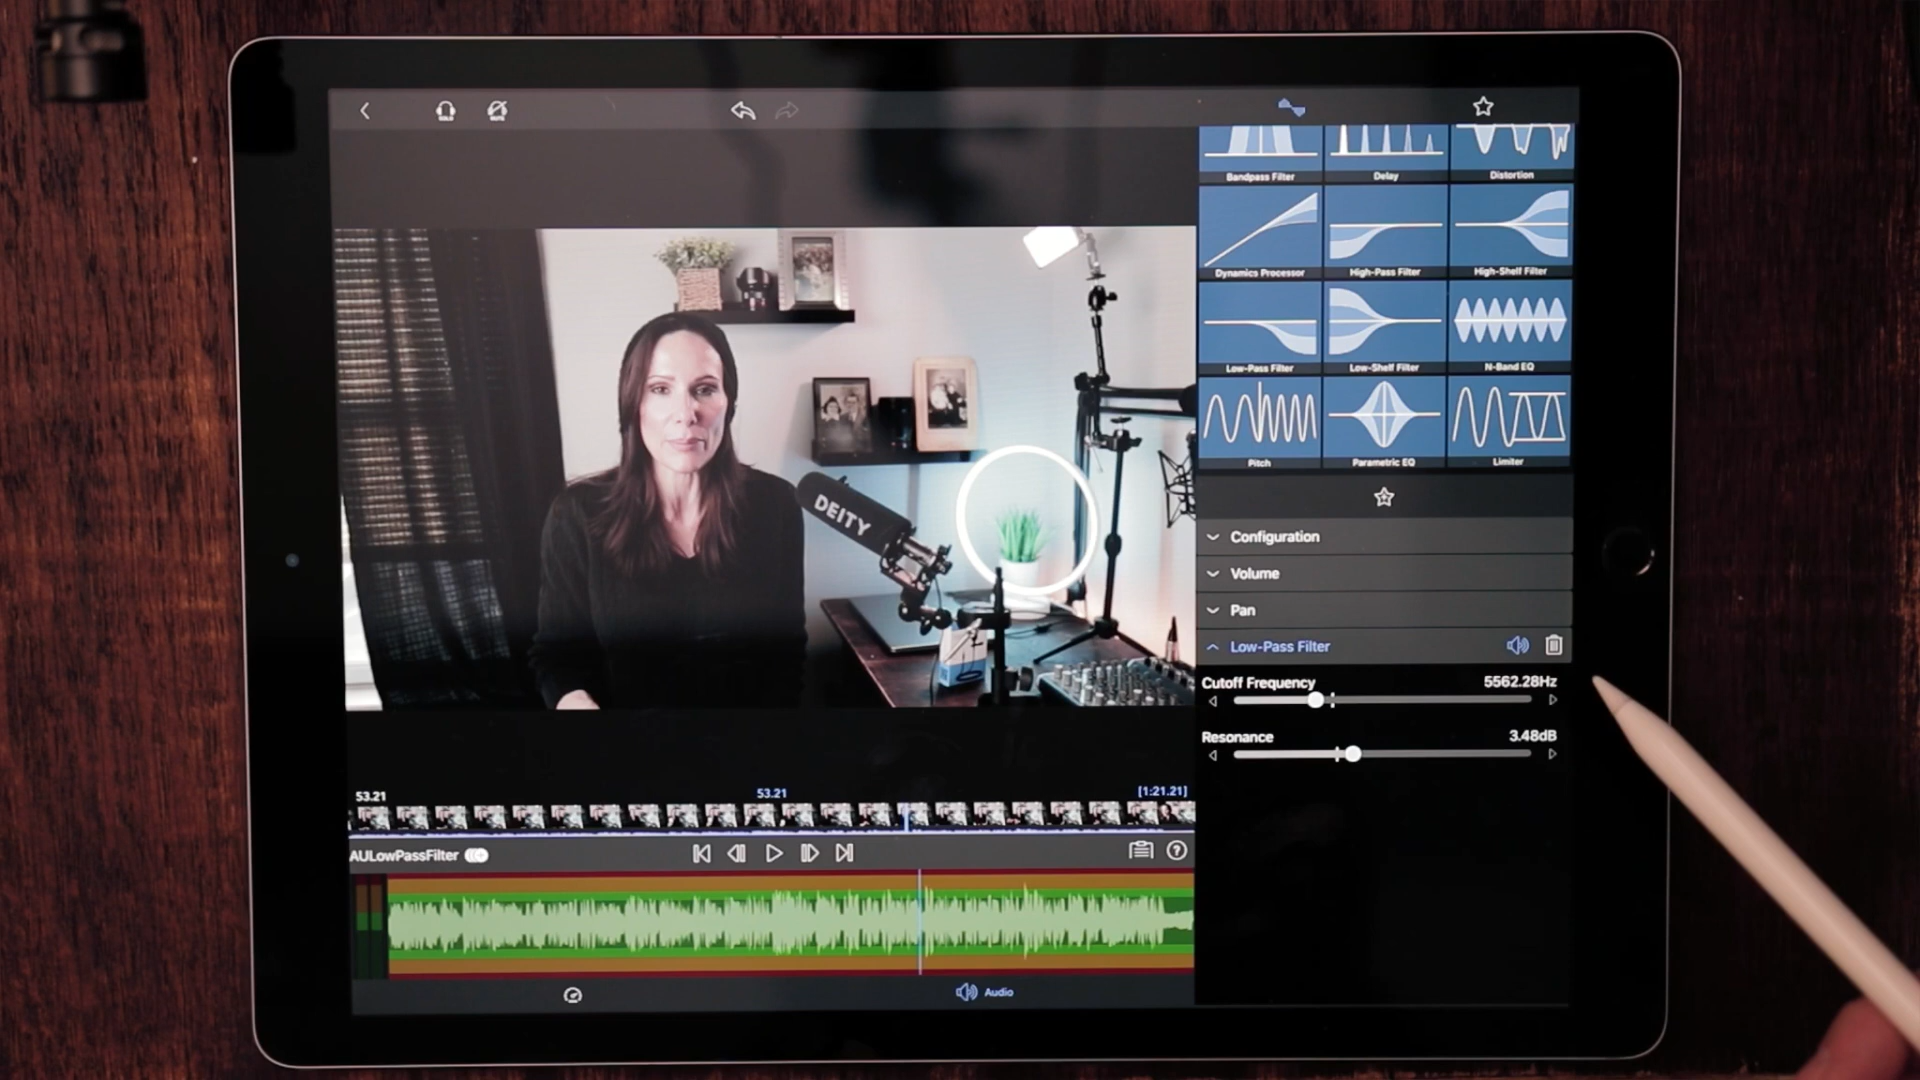 SOLO
MUTE
Bandpass Filter
Delay
Distortion
Dynamics Processor
High-Pass Filter
High-Shelf Filter
Low-Pass Filter
Low-Shelf Filter
N-Band EQ
Pitch
Parametric EQ
Limiter
DEITY
Configuration
Volume
Pan
Low-Pass Filter
Cutoff Frequency
5562.28Hz
Resonance
3.48dB
53.21
53.21
[1:21.21]
AULowPassFilter
?
Audio